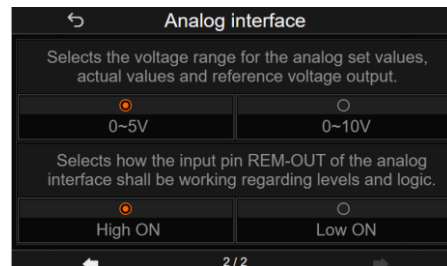 Analog interface
Selects the voltage range for the analog set values,
actual values and reference voltage output.
0~5V
0~10V
Selects how the input pin REM-OUT of the analog
interface shall be working regarding levels and logic.
High ON
Low ON
2/2